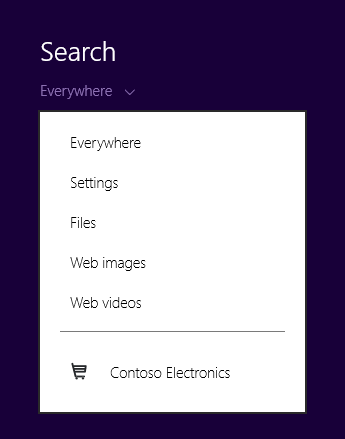 Search
Everywhere
Everywhere
Settings
Files
Web images
Web videos
Contoso Electronics